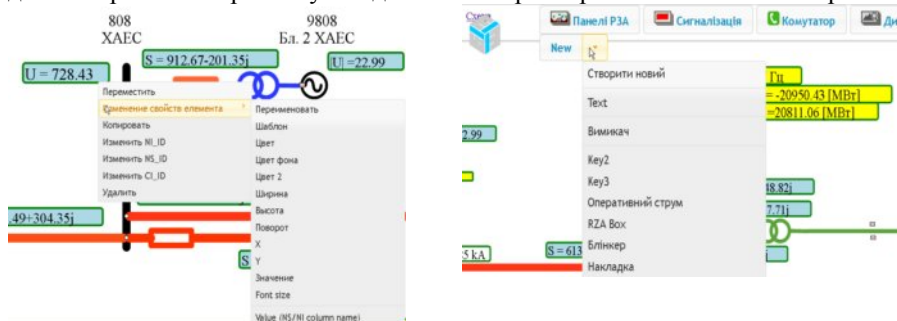 808
ХАЕС
9808
Бл. 2 ХАЕС
S = 912.67-201.35j
|U| =22.99
U = 728.43
Переместить
Изменение свойств елемента
Копировать
Изменить NI_ID
Изменить NS_ID
Изменить CI_ID
Удалить
Переименовать
Шаблон
Цвет
Цвет фона
Цвет 2
Ширина
Высота
Поворот
X
Y
Значение
Font size
Value (NS/NI column name)
.49+304.35j
S
Панелі РЗА
Сигналізація
Комутатор
New
Створити новий
Text
Вимикач
Key2
Key3
Оперативний струм
RZA Box
Блінкер
Накладка
Гц
= -20950.43 [МВт]
=20811.06 [МВт]
2.99
48.82j
7.71j
5 kA
S = 613